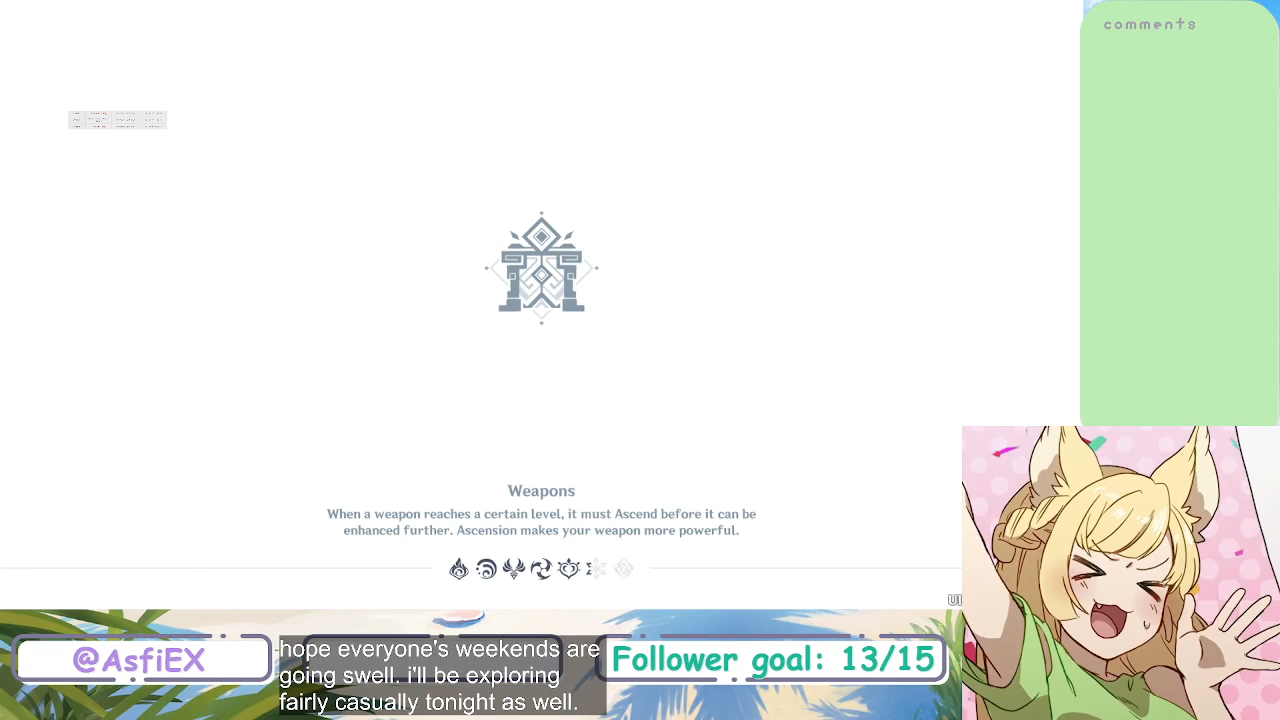 comments
Weapons
When a weapon reaches a certain level, it must Ascend before it can be
enhanced further. Ascension makes your weapon more powerful.
@AsfiEX
hope everyone's weekends are
going swell. i'll be exploring
fairly casually tonight as well.
Follower goal: 13/15